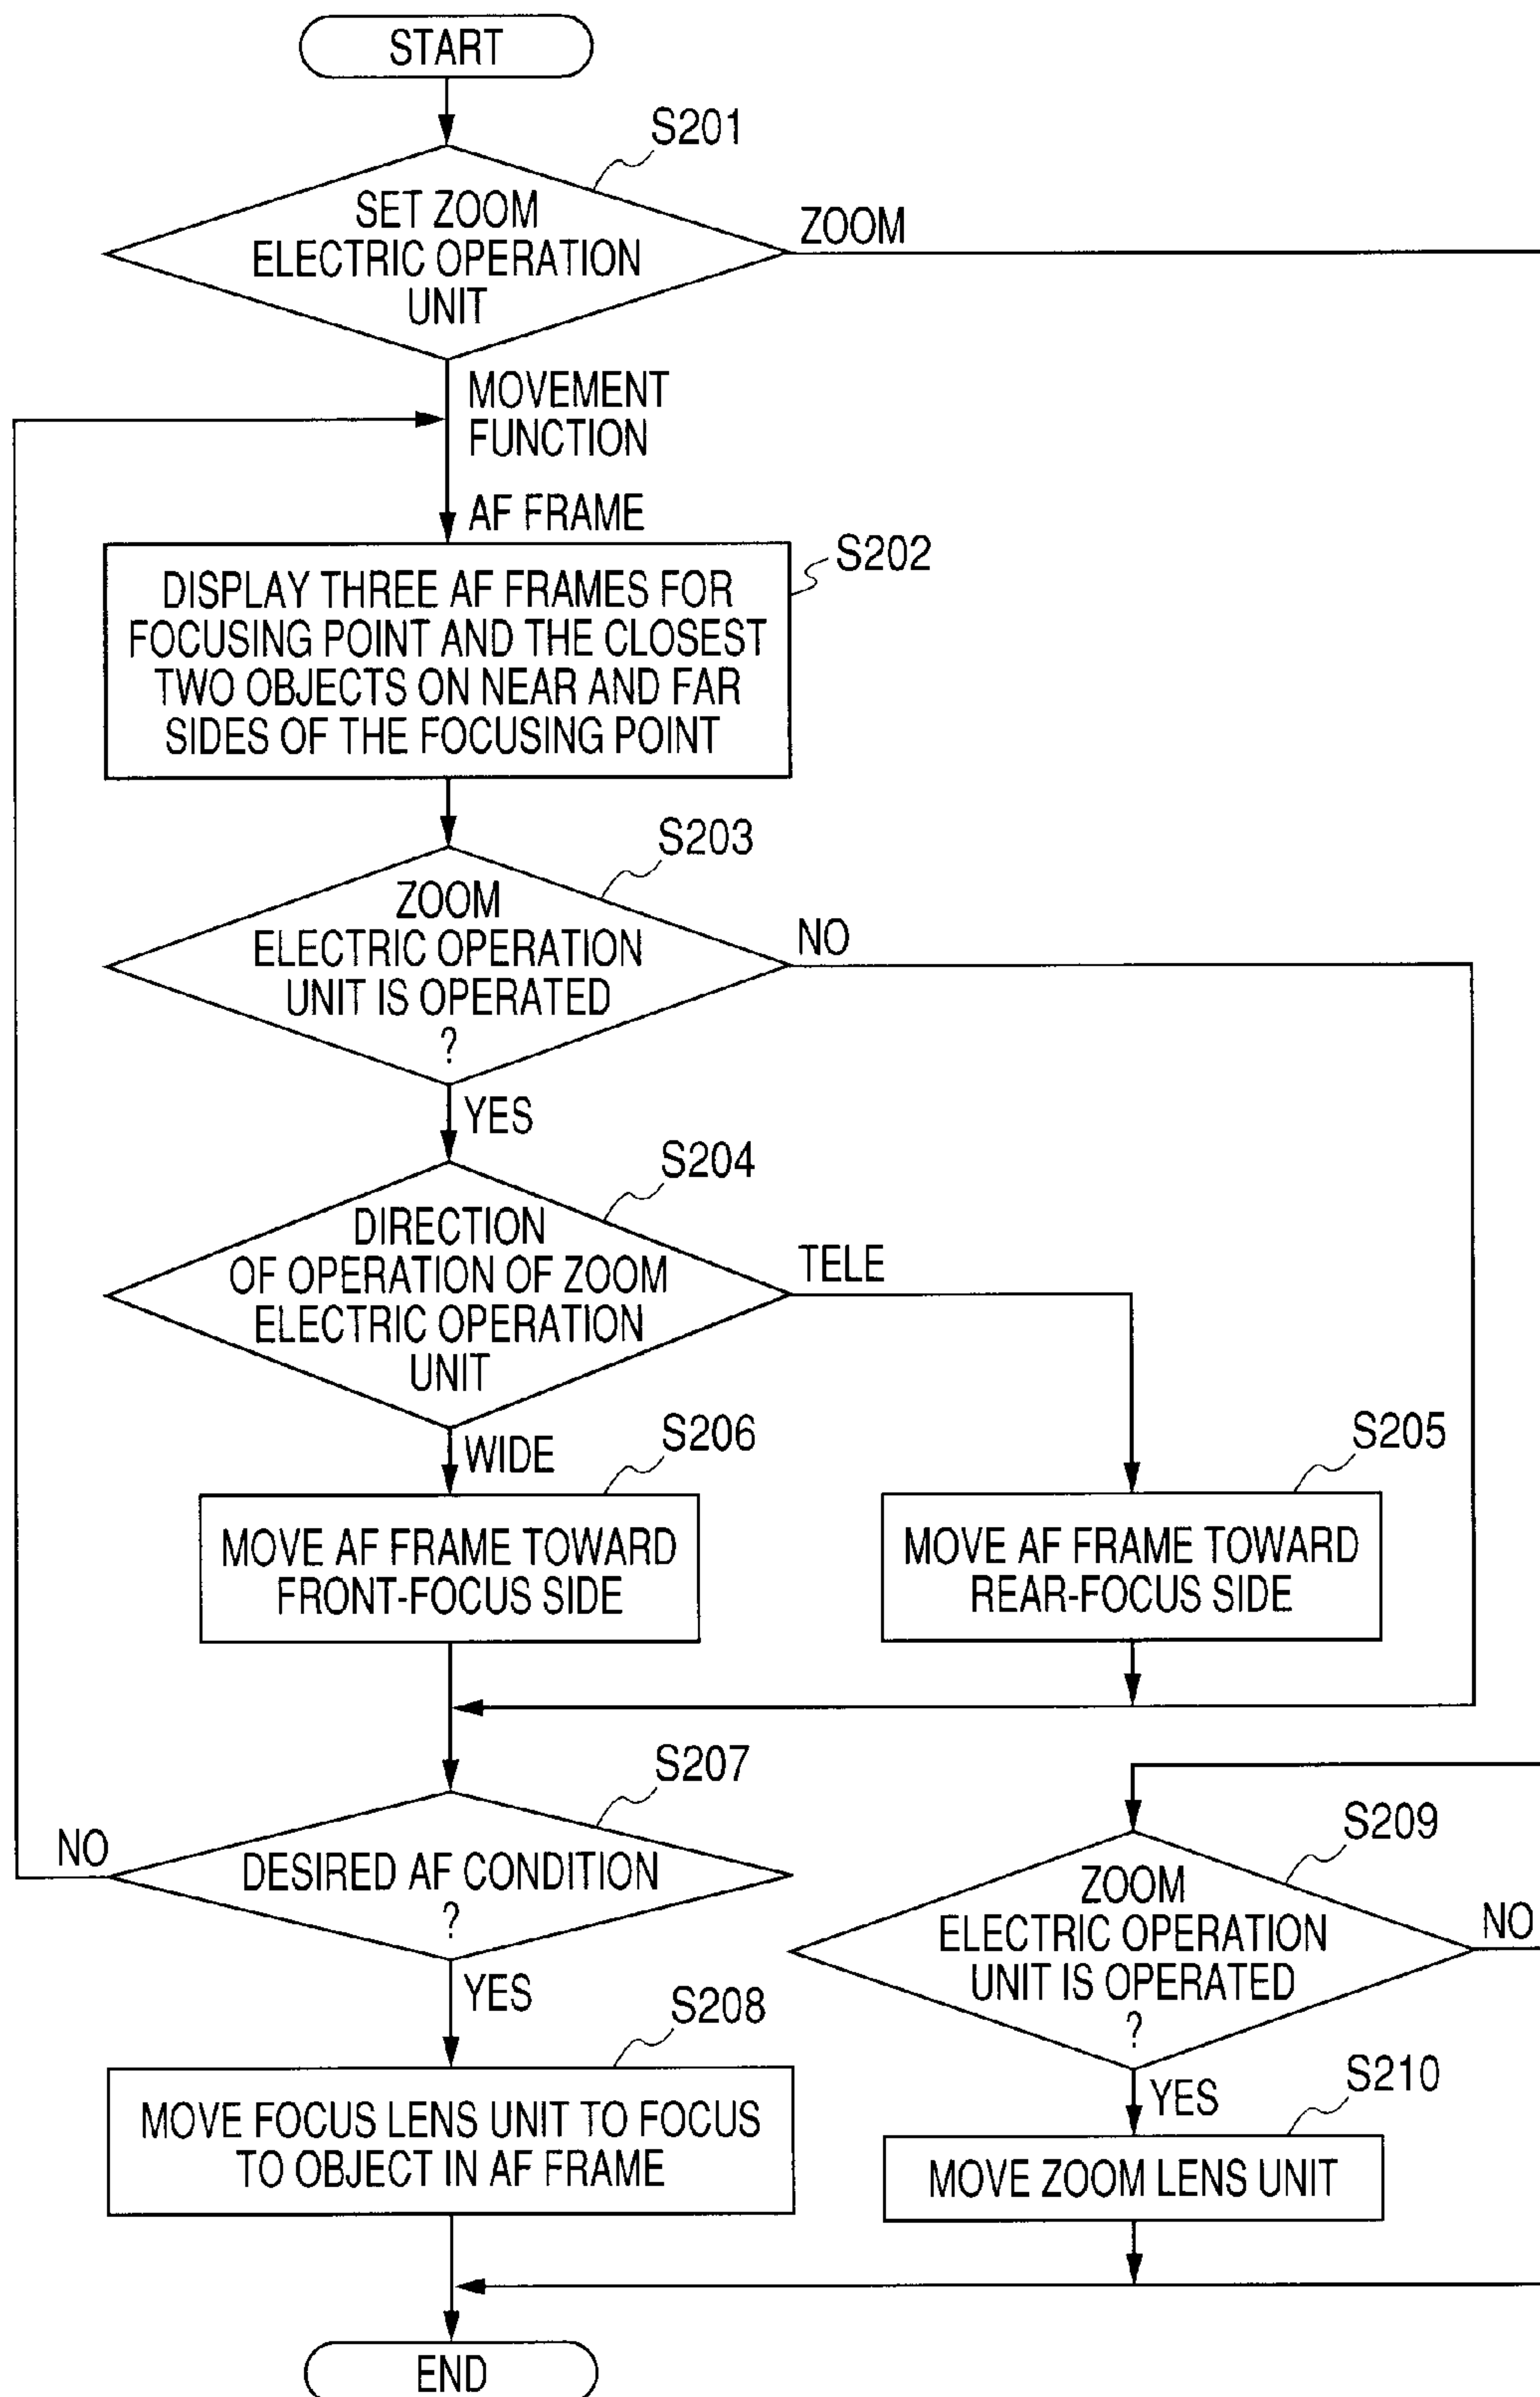 START
S201
SET ZOOM
ELECTRIC OPERATION
UNIT
ZOOM
MOVEMENT
FUNCTION
AF FRAME
S202
DISPLAY THREE AF FRAMES FOR
FOCUSING POINT AND THE CLOSEST
TWO OBJECTS ON NEAR AND FAR
SIDES OF THE FOCUSING POINT
S203
ZOOM
ELECTRIC OPERATION
UNIT IS OPERATED
?
NO
YES
S204
DIRECTION
OF OPERATION OF ZOOM
ELECTRIC OPERATION
UNIT
TELE
WIDE
S206
MOVE AF FRAME TOWARD
FRONT-FOCUS SIDE
S205
MOVE AF FRAME TOWARD
REAR-FOCUS SIDE
S207
DESIRED AF CONDITION
?
NO
YES
S208
MOVE FOCUS LENS UNIT TO FOCUS
TO OBJECT IN AF FRAME
S209
ZOOM
ELECTRIC OPERATION
UNIT IS OPERATED
?
NO
YES
S210
MOVE ZOOM LENS UNIT
END